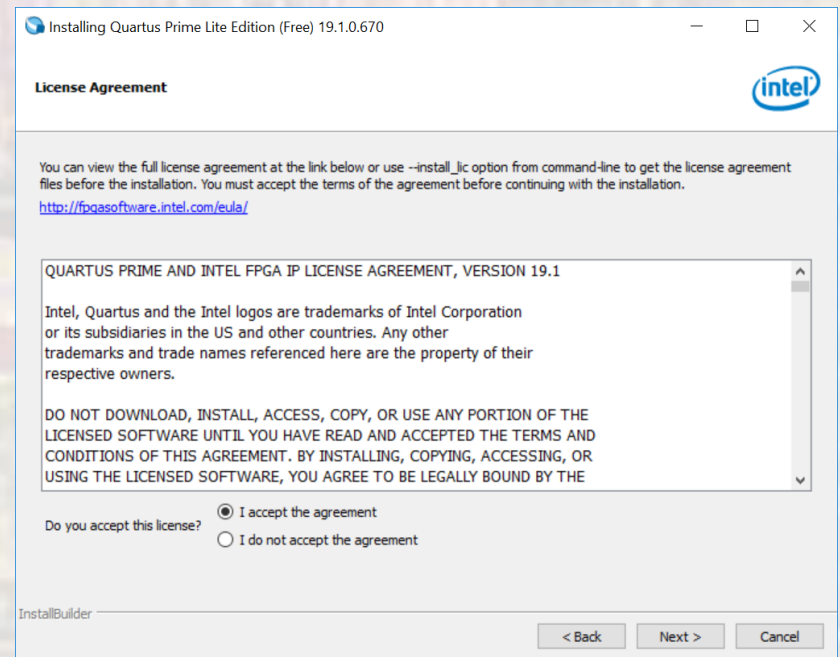 Installing Quartus Prime Lite Edition (Free) 19.1.0.670
License Agreement
intel
You can view the full license agreement at the link below or use --install_lic option from command-line to get the license agreement
files before the installation. You must accept the terms of the agreement before continuing with the installation.
http://fpgasoftware.intel.com/eula/
QUARTUS PRIME AND INTEL FPGA IP LICENSE AGREEMENT, VERSION 19.1
Intel, Quartus and the Intel logos are trademarks of Intel Corporation
or its subsidiaries in the US and other countries. Any other
trademarks and trade names referenced here are the property of their
respective owners.
DO NOT DOWNLOAD, INSTALL, ACCESS, COPY, OR USE ANY PORTION OF THE
LICENSED SOFTWARE UNTIL YOU HAVE READ AND ACCEPTED THE TERMS AND
CONDITIONS OF THIS AGREEMENT. BY INSTALLING, COPYING, ACCESSING, OR
USING THE LICENSED SOFTWARE, YOU AGREE TO BE LEGALLY BOUND BY THE
Do you accept this license?
I accept the agreement
I do not accept the agreement
InstallBuilder
< Back
Next >
Cancel